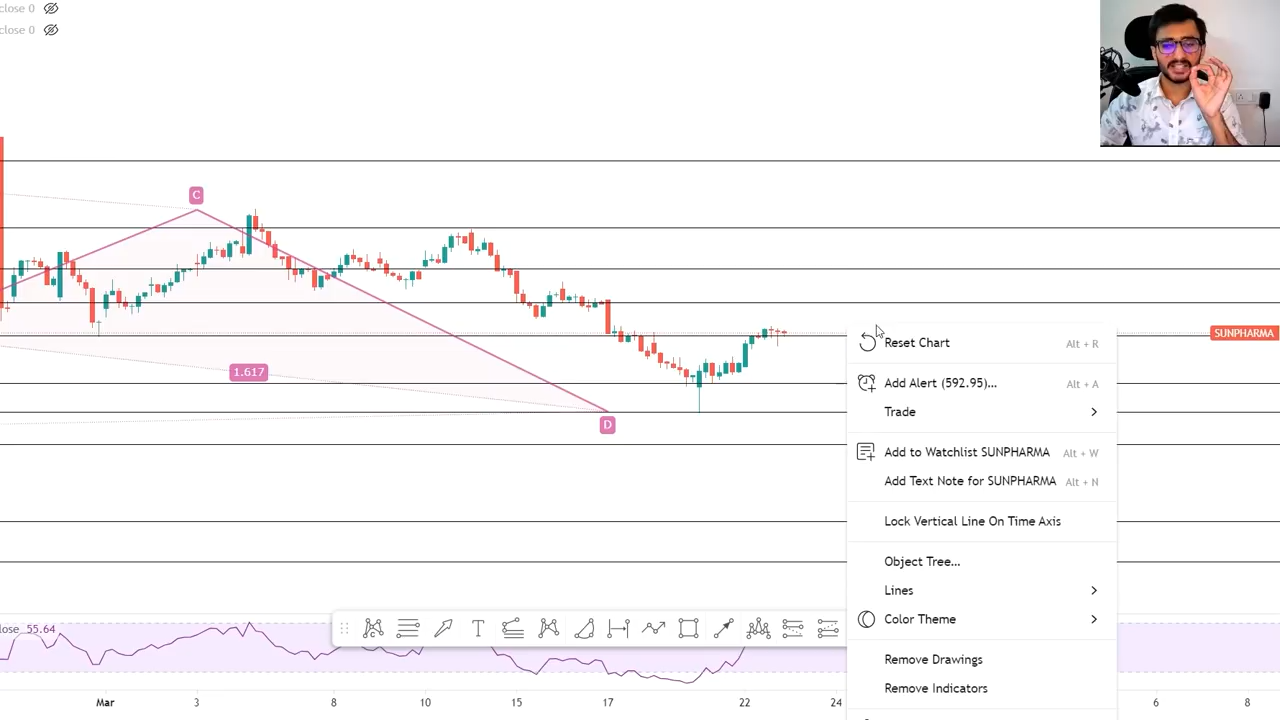 close 0
close 0
C
SUNPHARMA
Reset Chart Alt + R
1.617
Add Alert (592.95)... Alt + A
Trade
D
Add to Watchlist SUNPHARMA Alt + W
Add Text Note for SUNPHARMA Alt + N
Lock Vertical Line On Time Axis
Object Tree...
Lines
Color Theme
lose 55.64
T
Remove Drawings
Remove Indicators
Mar 3 8 10 15 17 22 24 6 8